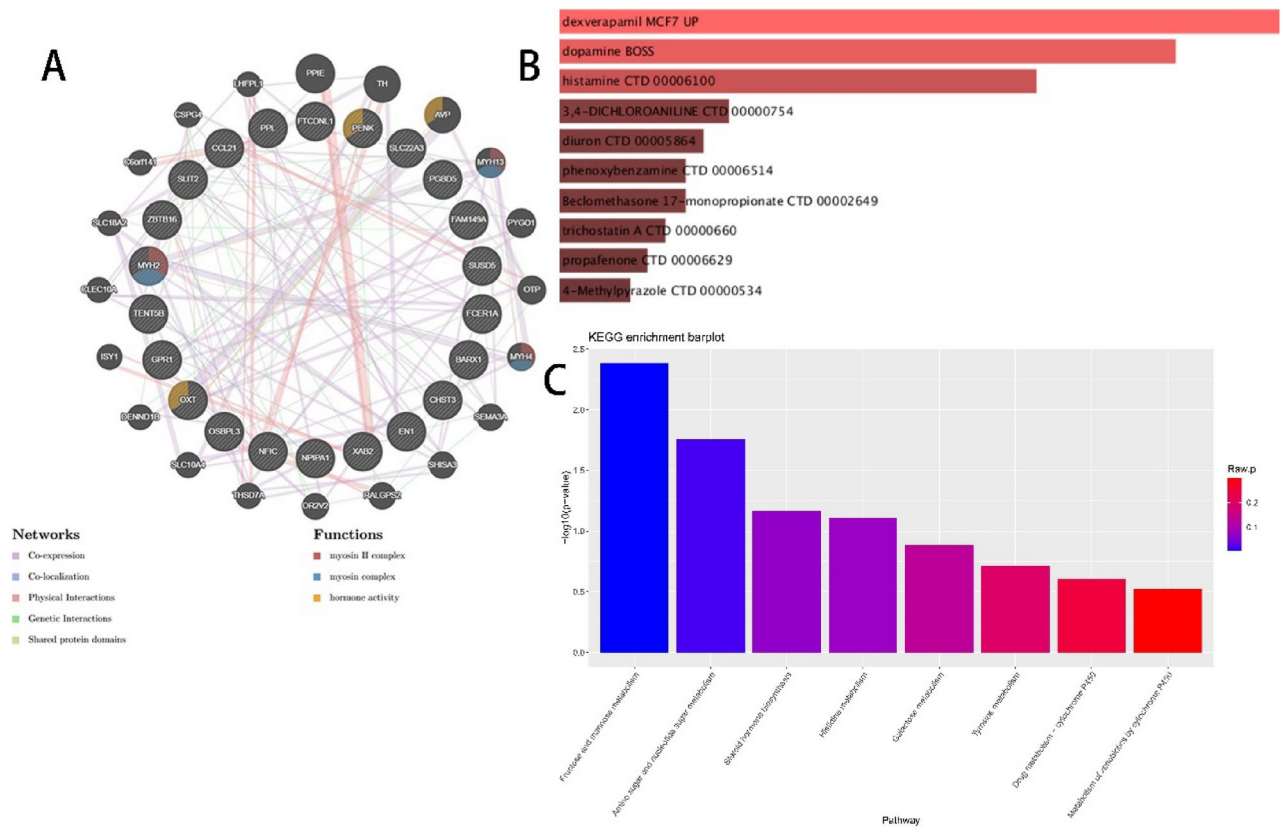 A
PPIE
LHFPL1
TH
CSPG4
AVP
FTCDNL1
PPL
PENK
CCL21
SLC22A3
C6orf141
MYH13
SLIT2
PGBD5
SLC18A2
ZBTB16
FAM149A
PYGO1
MYH2
SUSD5
CLEC10A
OTP
TENT5B
FCER1A
ISY1
GPR1
BARX1
MYH4
OXT
CHST3
DENND1B
SEMA3A
OSBPL3
EN1
NFIC
NPIPA1
XAB2
SLC10A4
SHISA3
THSD7A
OR2V2
RALGPS2
Networks
Co-expression
Co-localization
Physical Interactions
Genetic Interactions
Shared protein domains
Functions
myosin II complex
myosin complex
hormone activity
B
dexverapamil MCF7 UP
dopamine BOSS
histamine CTD 00006100
3,4-DICHLOROANILINE CTD 00000754
diuron CTD 00005864
phenoxybenzamine CTD 00006514
Beclomethasone 17-monopropionate CTD 00002649
trichostatin A CTD 00000660
propafenone CTD 00006629
4-Methylpyrazole CTD 00000534
C
KEGG enrichment barplot
2.5
2.0
1.5
1.0
0.5
0.0
-log10(p-value)
Raw.p
0.2
0.1
Fructose and mannose metabolism
Amino sugar and nucleotide sugar metabolism
Steroid hormone biosynthesis
Histidine metabolism
Galactose metabolism
Tyrosine metabolism
Drug metabolism - cytochrome P450
Metabolism of xenobiotics by cytochrome P450
Pathway